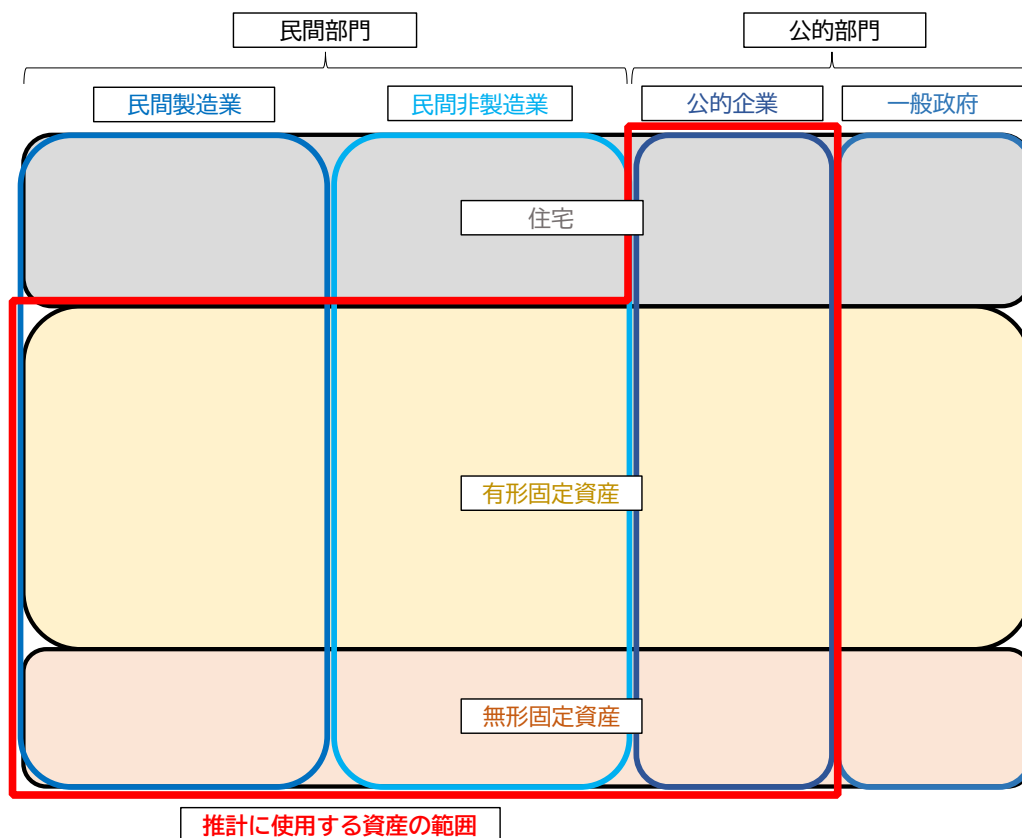 民間部門
公的部門
民間製造業
民間非製造業
公的企業
一般政府
住宅
有形固定資産
無形固定資産
推計に使用する資産の範囲